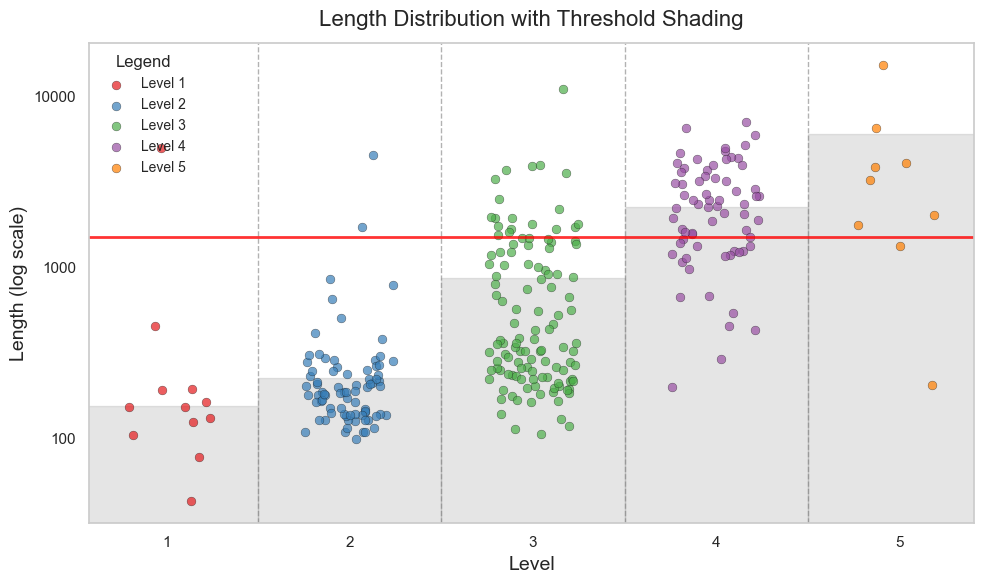 Length Distribution with Threshold Shading
Length (log scale)
10000
1000
100
Legend
Level 1
Level 2
Level 3
Level 4
Level 5
1
2
3
4
5
Level